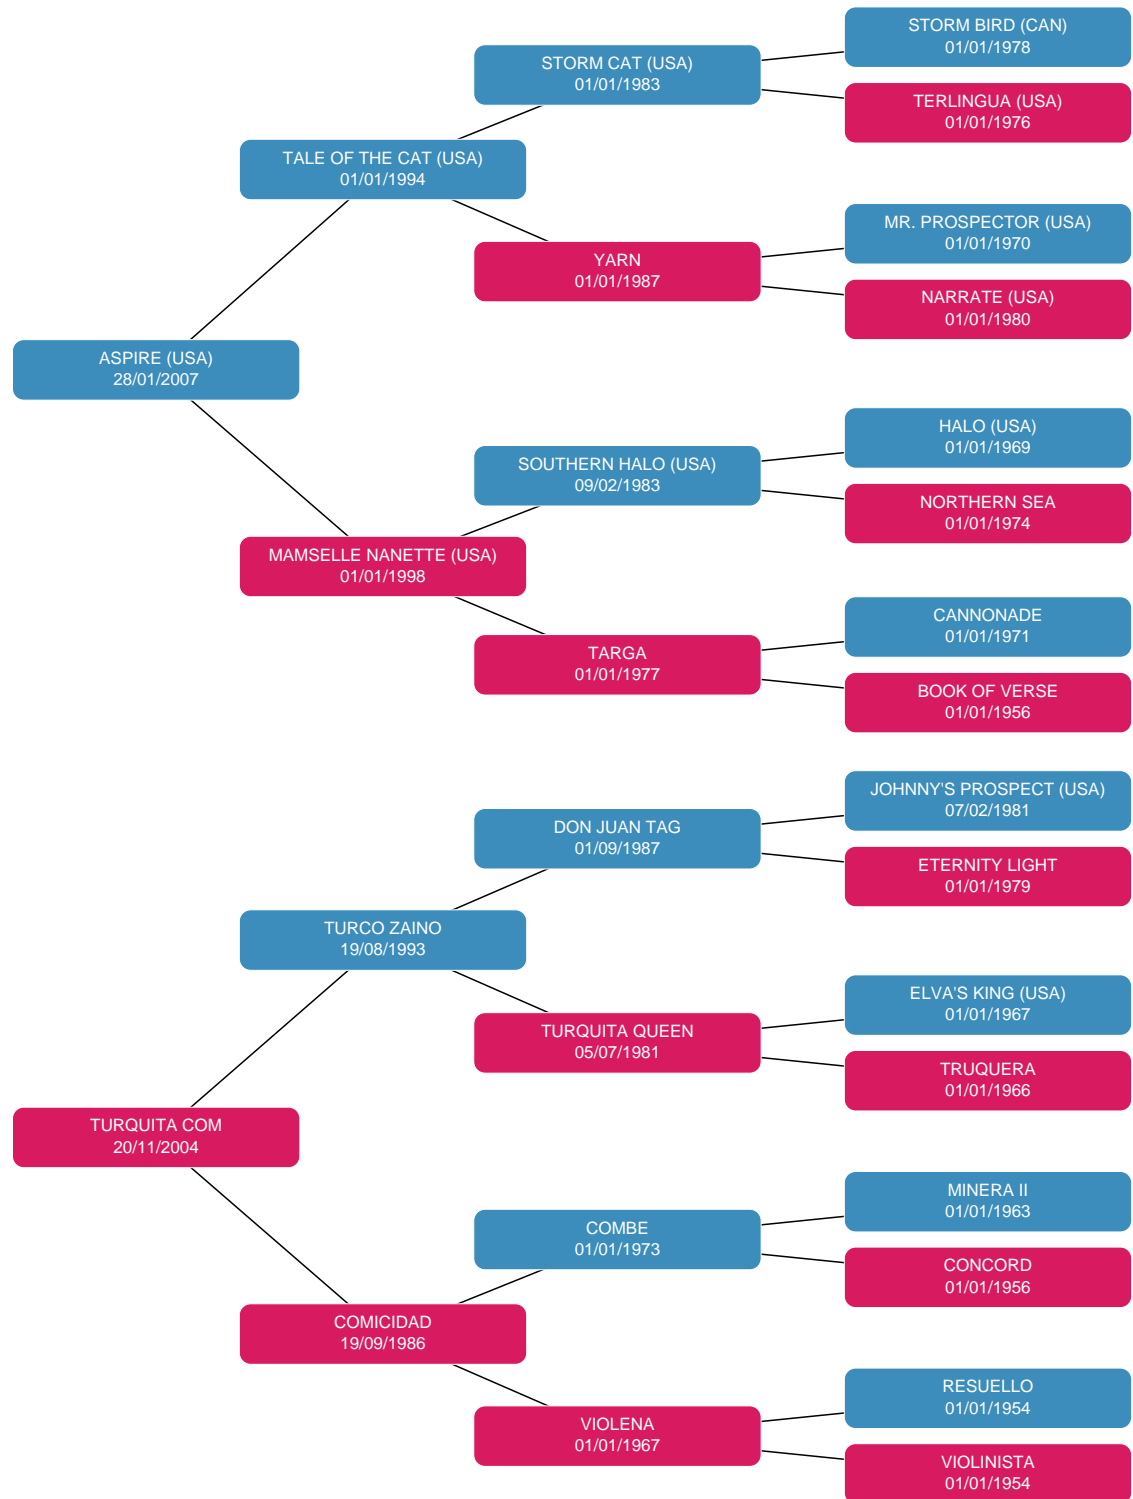 STORM BIRD (CAN)
01/01/1978
STORM CAT (USA)
01/01/1983
TERLINGUA (USA)
01/01/1976
TALE OF THE CAT (USA)
01/01/1994
MR. PROSPECTOR (USA)
01/01/1970
YARN
01/01/1987
NARRATE (USA)
01/01/1980
ASPIRE (USA)
28/01/2007
HALO (USA)
01/01/1969
SOUTHERN HALO (USA)
09/02/1983
NORTHERN SEA
01/01/1974
MAMSELLE NANETTE (USA)
01/01/1998
CANNONADE
01/01/1971
TARGA
01/01/1977
BOOK OF VERSE
01/01/1956
JOHNNY'S PROSPECT (USA)
07/02/1981
DON JUAN TAG
01/09/1987
ETERNITY LIGHT
01/01/1979
TURCO ZAINO
19/08/1993
ELVA'S KING (USA)
01/01/1967
TURQUITA QUEEN
05/07/1981
TRUQUERA
01/01/1966
TURQUITA COM
20/11/2004
MINERA II
01/01/1963
COMBE
01/01/1973
CONCORD
01/01/1956
COMICIDAD
19/09/1986
RESUELLO
01/01/1954
VIOLENA
01/01/1967
VIOLINISTA
01/01/1954